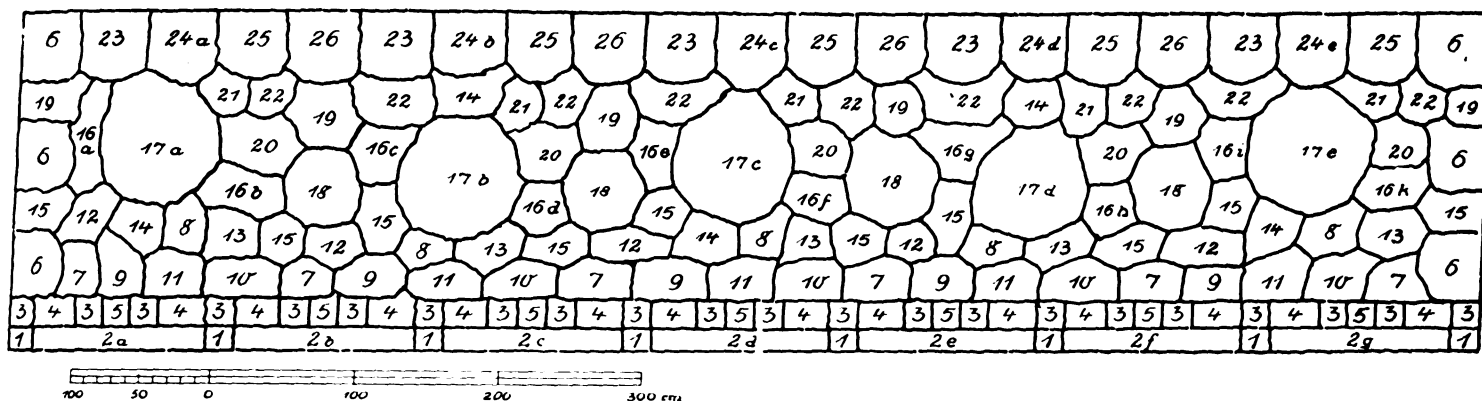 6 23 24a 25 26 23 24b 25 26 23 24c 25 26 23 24d 25 26 23 24e 25 6
19 21 22 19 22 14 21 22 19 22 21 22 19 22 14 21 22 19 22 21 22 19
6 16a 17a 20 16c 17b 20 16e 17c 20 18 16g 17d 20 16i 17e 20 6
16b 18 16d 18 16f 18 16k
15 12 14 8 13 15 12 15 8 13 15 12 15 14 8 13 15 12 15 8 13 16h 15 12 15 14 8 13 15
6 7 9 11 10 7 9 11 10 7 9 11 10 7 9 11 10 7 9 11 10 7 6
3 4 3 5 3 4 3 4 3 5 3 4 3 4 3 5 3 4 3 4 3 5 3 4 3 4 3 5 3 4 3 4 3 5 3 4 3 4 3 5 3 4 3
1 2a 1 2b 1 2c 1 2d 1 2e 1 2f 1 2g 1
100 50 0 100 200 300 cm